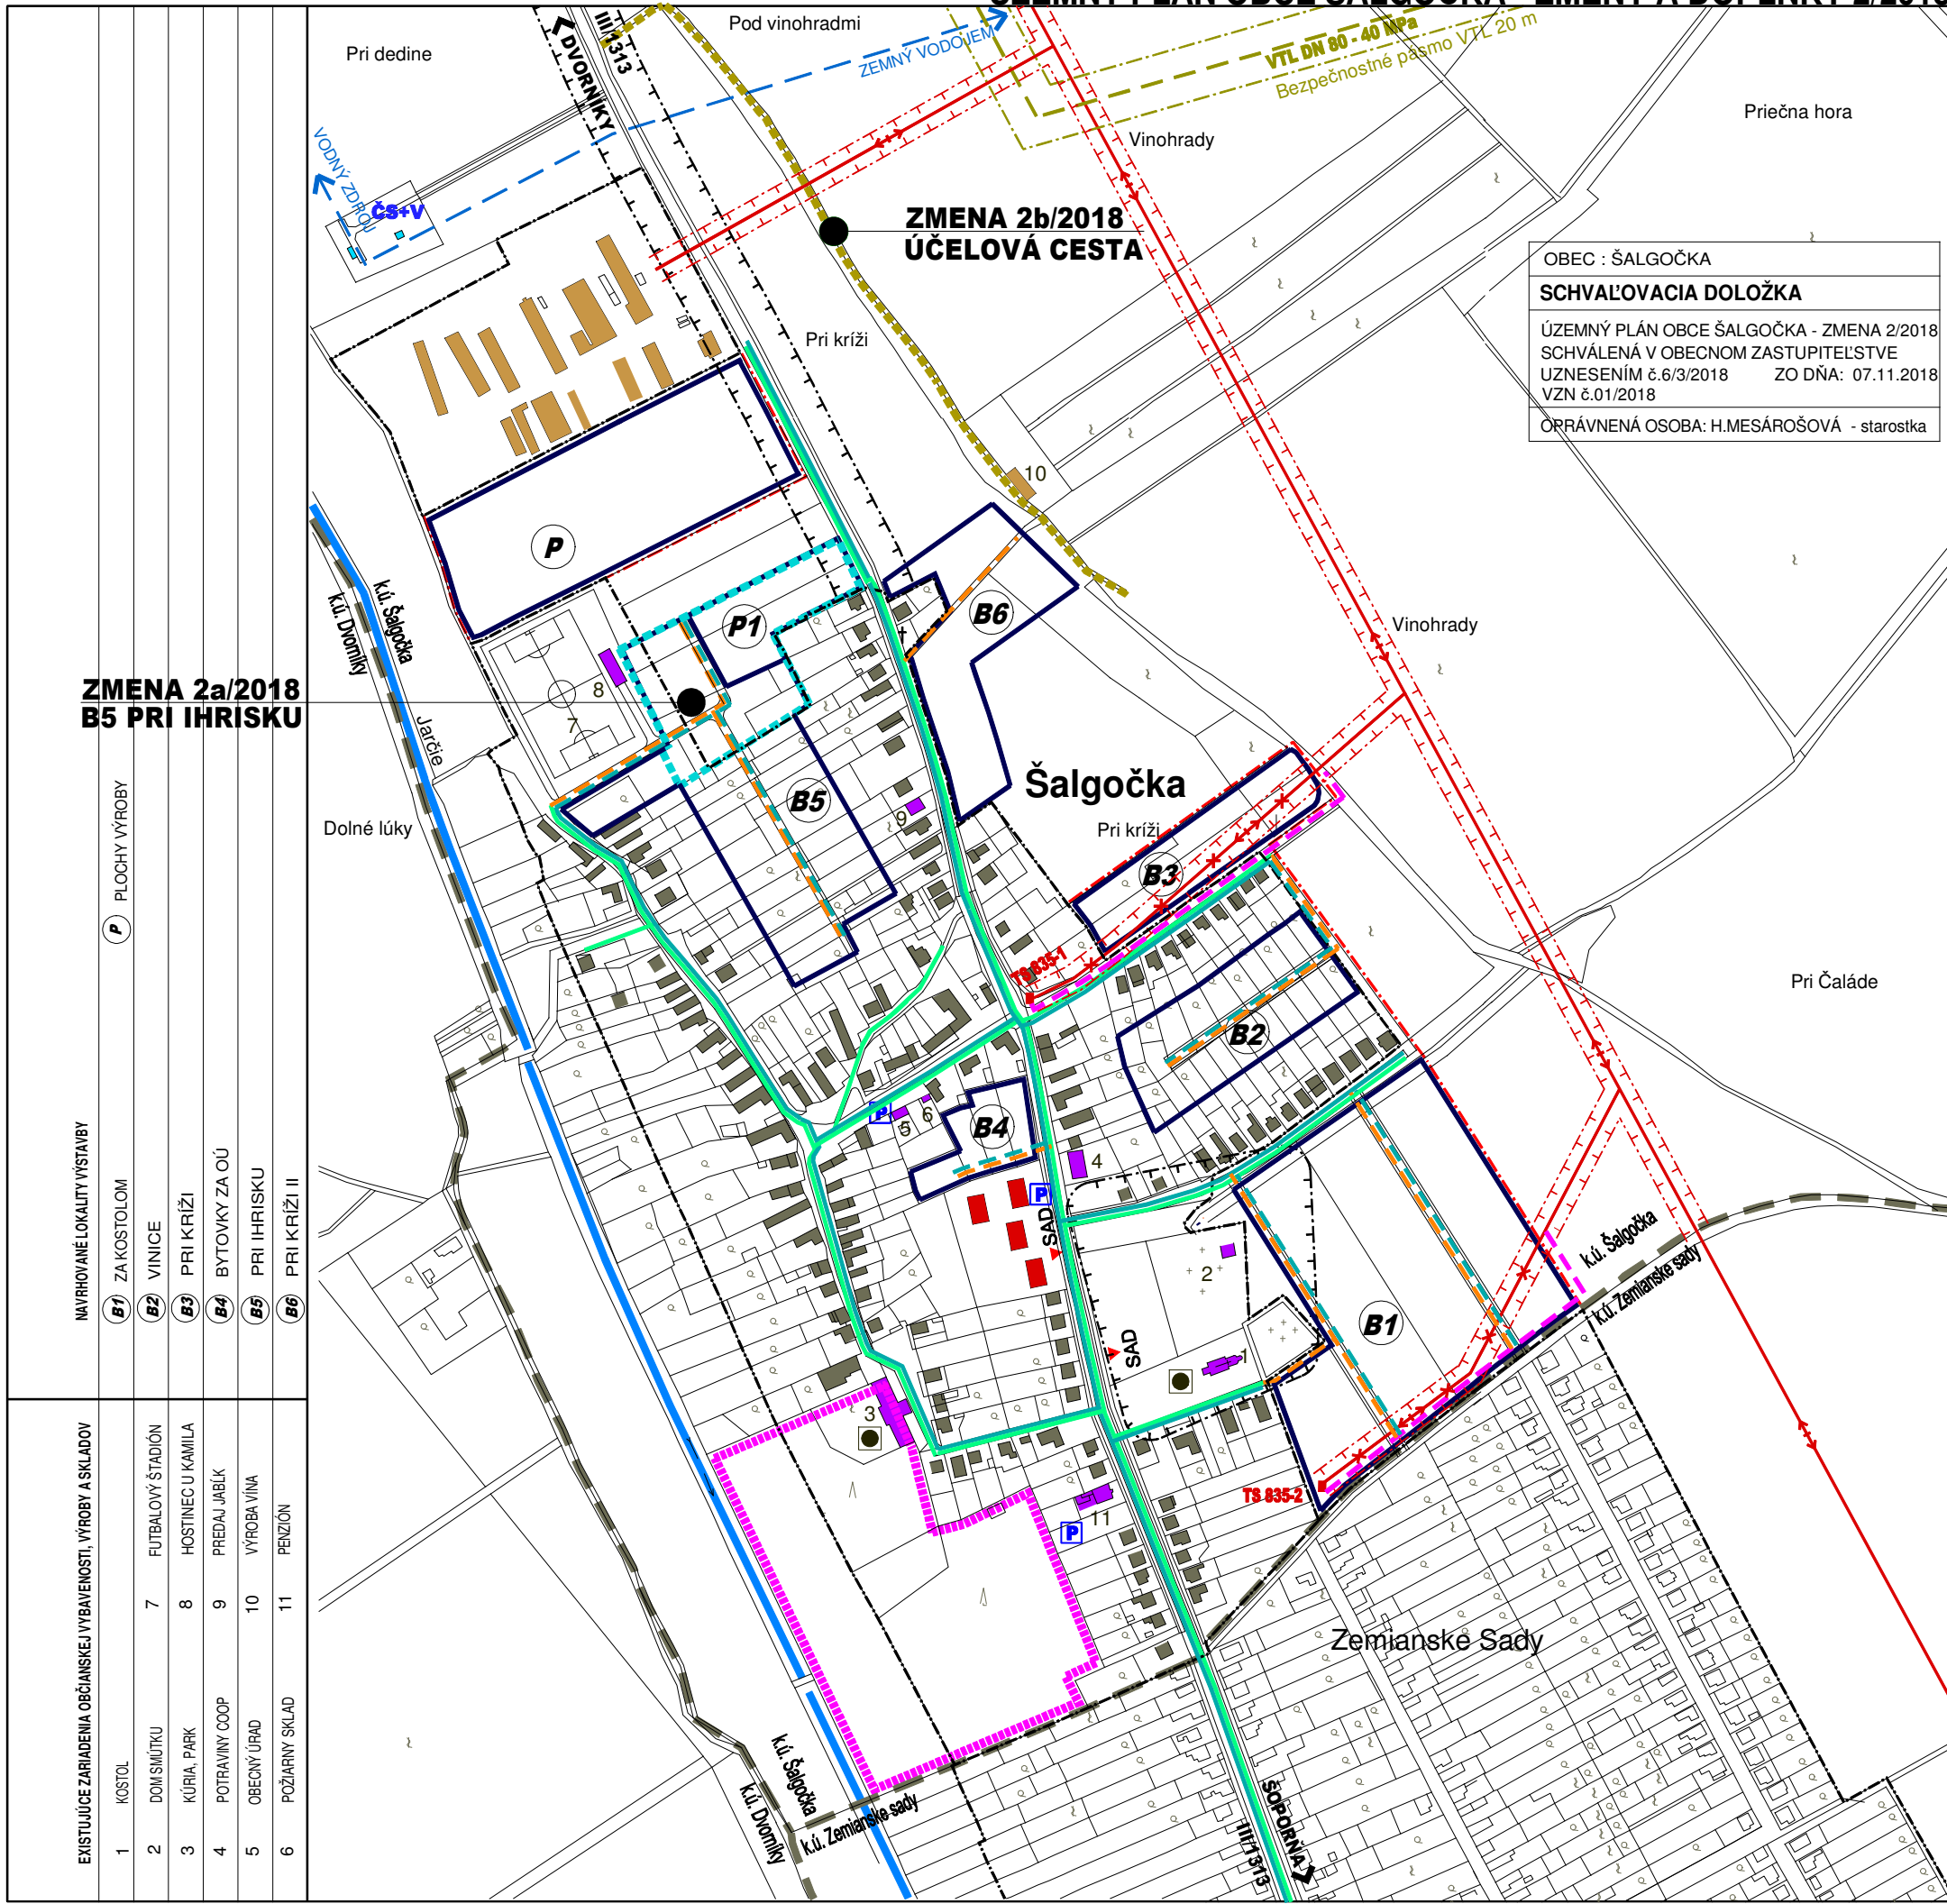 Pod vinohradmi
Pri dedine
III/1313
DVORNÍKY
ZEMNÝ VODOJEM
VTL DN 80 - 40 MPa
Bezpečnostné pásmo VTL 20 m
Priečna hora
Vinohrady
VODNÝ ZDROJ
ČS+V
ZMENA 2b/2018
ÚČELOVÁ CESTA
OBEC : ŠALGOČKA
SCHVAĽOVACIA DOLOŽKA
ÚZEMNÝ PLÁN OBCE ŠALGOČKA - ZMENA 2/2018
SCHVÁLENÁ V OBECNOM ZASTUPITEĽSTVE
UZNESENÍM č.6/3/2018 ZO DŇA: 07.11.2018
VZN č.01/2018
OPRÁVNENÁ OSOBA: H.MESÁROŠOVÁ - starostka
Pri kríži
10
P
k.ú. Šalgočka
k.ú. Dvorníky
P1
B6
Vinohrady
ZMENA 2a/2018
B5 PRI IHRISKU
8
7
Jarčie
B5
9
Šalgočka
Pri kríži
Dolné lúky
B3
TS 835-1
Pri Čaláde
B2
P
5
6
B4
4
P
SAD
2
k.ú. Šalgočka
k.ú. Zemianske sady
B1
SAD
1
3
TS 835-2
11
P
Zemianske Sady
k.ú. Šalgočka
k.ú. Dvorníky
k.ú. Zemianske sady
ŠOPORŇA
III/1313
NAVRHOVANÉ LOKALITY VÝSTAVBY
B1 ZA KOSTOLOM
B2 VINICE
B3 PRI KRÍŽI
B4 BYTOVKY ZA OÚ
B5 PRI IHRISKU
B6 PRI KRÍŽI II
P PLOCHY VÝROBY
EXISTUJÚCE ZARIADENIA OBČIANSKEJ VYBAVENOSTI, VÝROBY A SKLADOV
1 KOSTOL
2 DOM SMÚTKU
3 KÚRIA, PARK
4 POTRAVINY COOP
5 OBECNÝ ÚRAD
6 POŽIARNY SKLAD
7 FUTBALOVÝ ŠTADIÓN
8 HOSTINEC U KAMILA
9 PREDAJ JABĹK
10 VÝROBA VÍNA
11 PENZIÓN